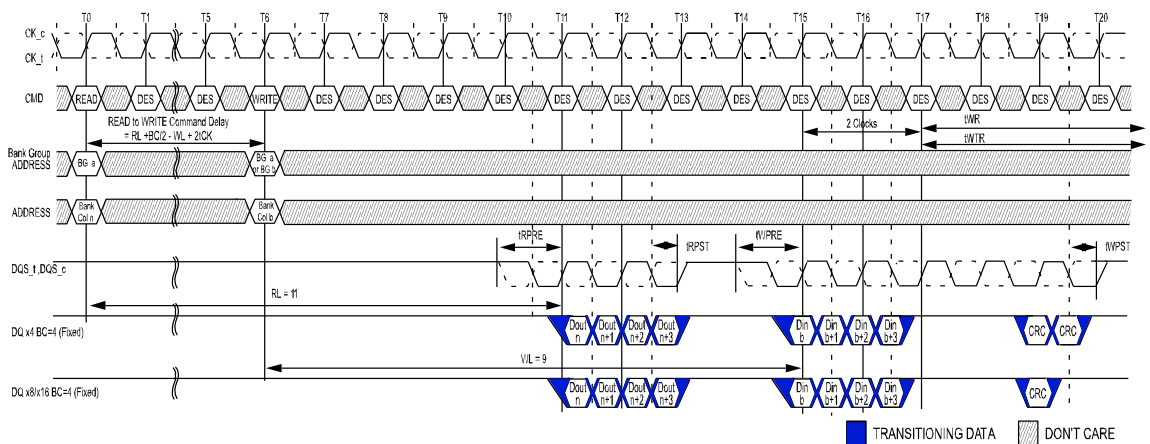 T0 T1 T5 T6 T7 T8 T9 T10 T11 T12 T13 T14 T15 T16 T17 T18 T19 T20
CK_c
CK_t
CMD READ DES DES WRITE DES DES DES DES DES DES DES DES DES DES DES DES DES DES
READ to WRITE Command Delay
= RL +BC/2 - WL + 2tCK
2 Clocks
tWR
tWTR
Bank Group
ADDRESS
BG a
BG a
or BG b
ADDRESS
Bank
Col n
Bank
Col b
tRPRE tRPST tWPRE tWPST
DQS_t,DQS_c
RL = 11
DQ x4 BC=4 (Fixed)
Dout
n
Dout
n+1
Dout
n+2
Dout
n+3
Din
b
Din
b+1
Din
b+2
Din
b+3
CRC CRC
WL = 9
DQ x8/x16 BC=4 (Fixed)
Dout
n
Dout
n+1
Dout
n+2
Dout
n+3
Din
b
Din
b+1
Din
b+2
Din
b+3
CRC
TRANSITIONING DATA DON'T CARE